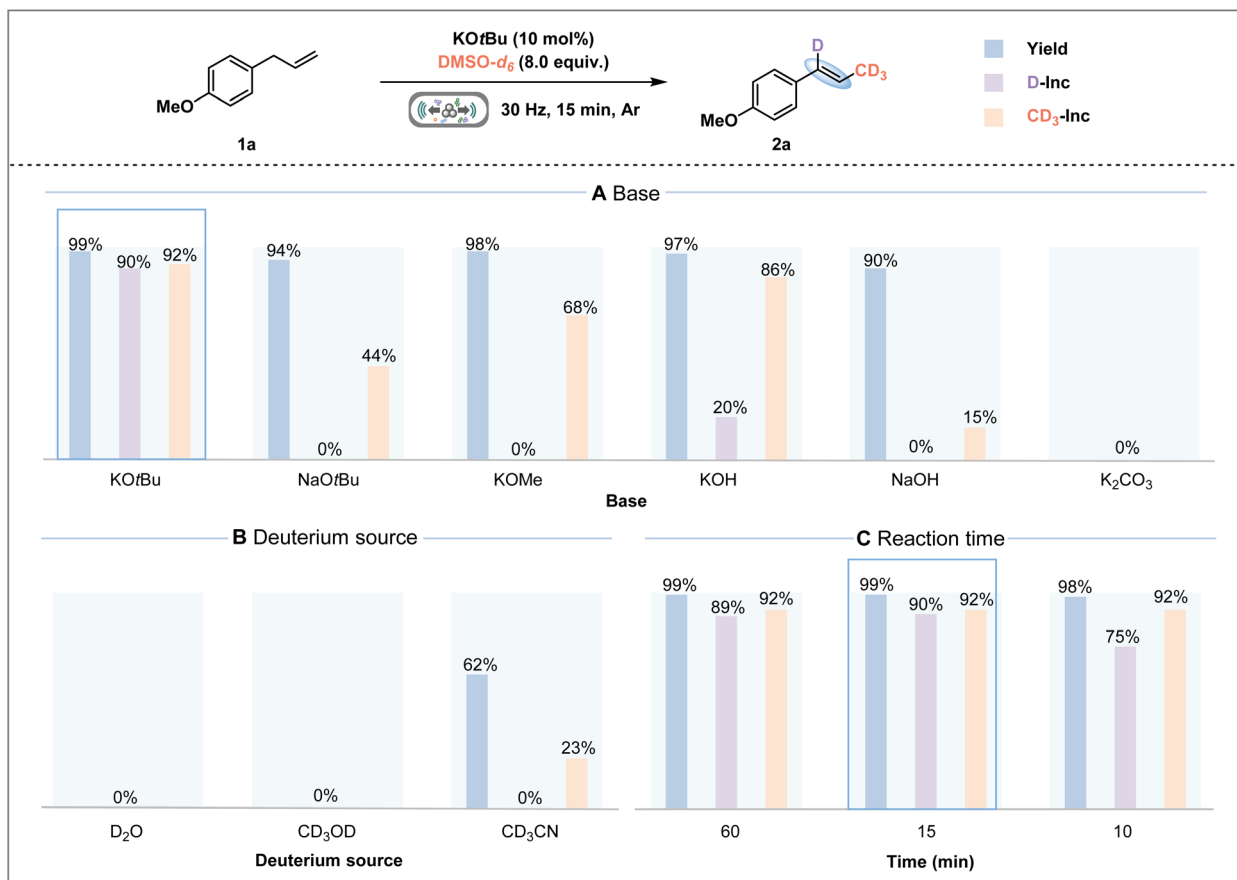 KOtBu (10 mol%)
DMSO-d6 (8.0 equiv.)
30 Hz, 15 min, Ar
MeO
1a
D
CD3
MeO
2a
Yield
D-Inc
CD3-Inc
A Base
99% 90% 92% 94% 0% 44% 98% 0% 68% 97% 20% 86% 90% 0% 15% 0%
KOtBu NaOtBu KOMe KOH NaOH K2CO3
Base
B Deuterium source
0% 0% 62% 0% 23%
D2O CD3OD CD3CN
Deuterium source
C Reaction time
99% 89% 92% 99% 90% 92% 98% 75% 92%
60 15 10
Time (min)